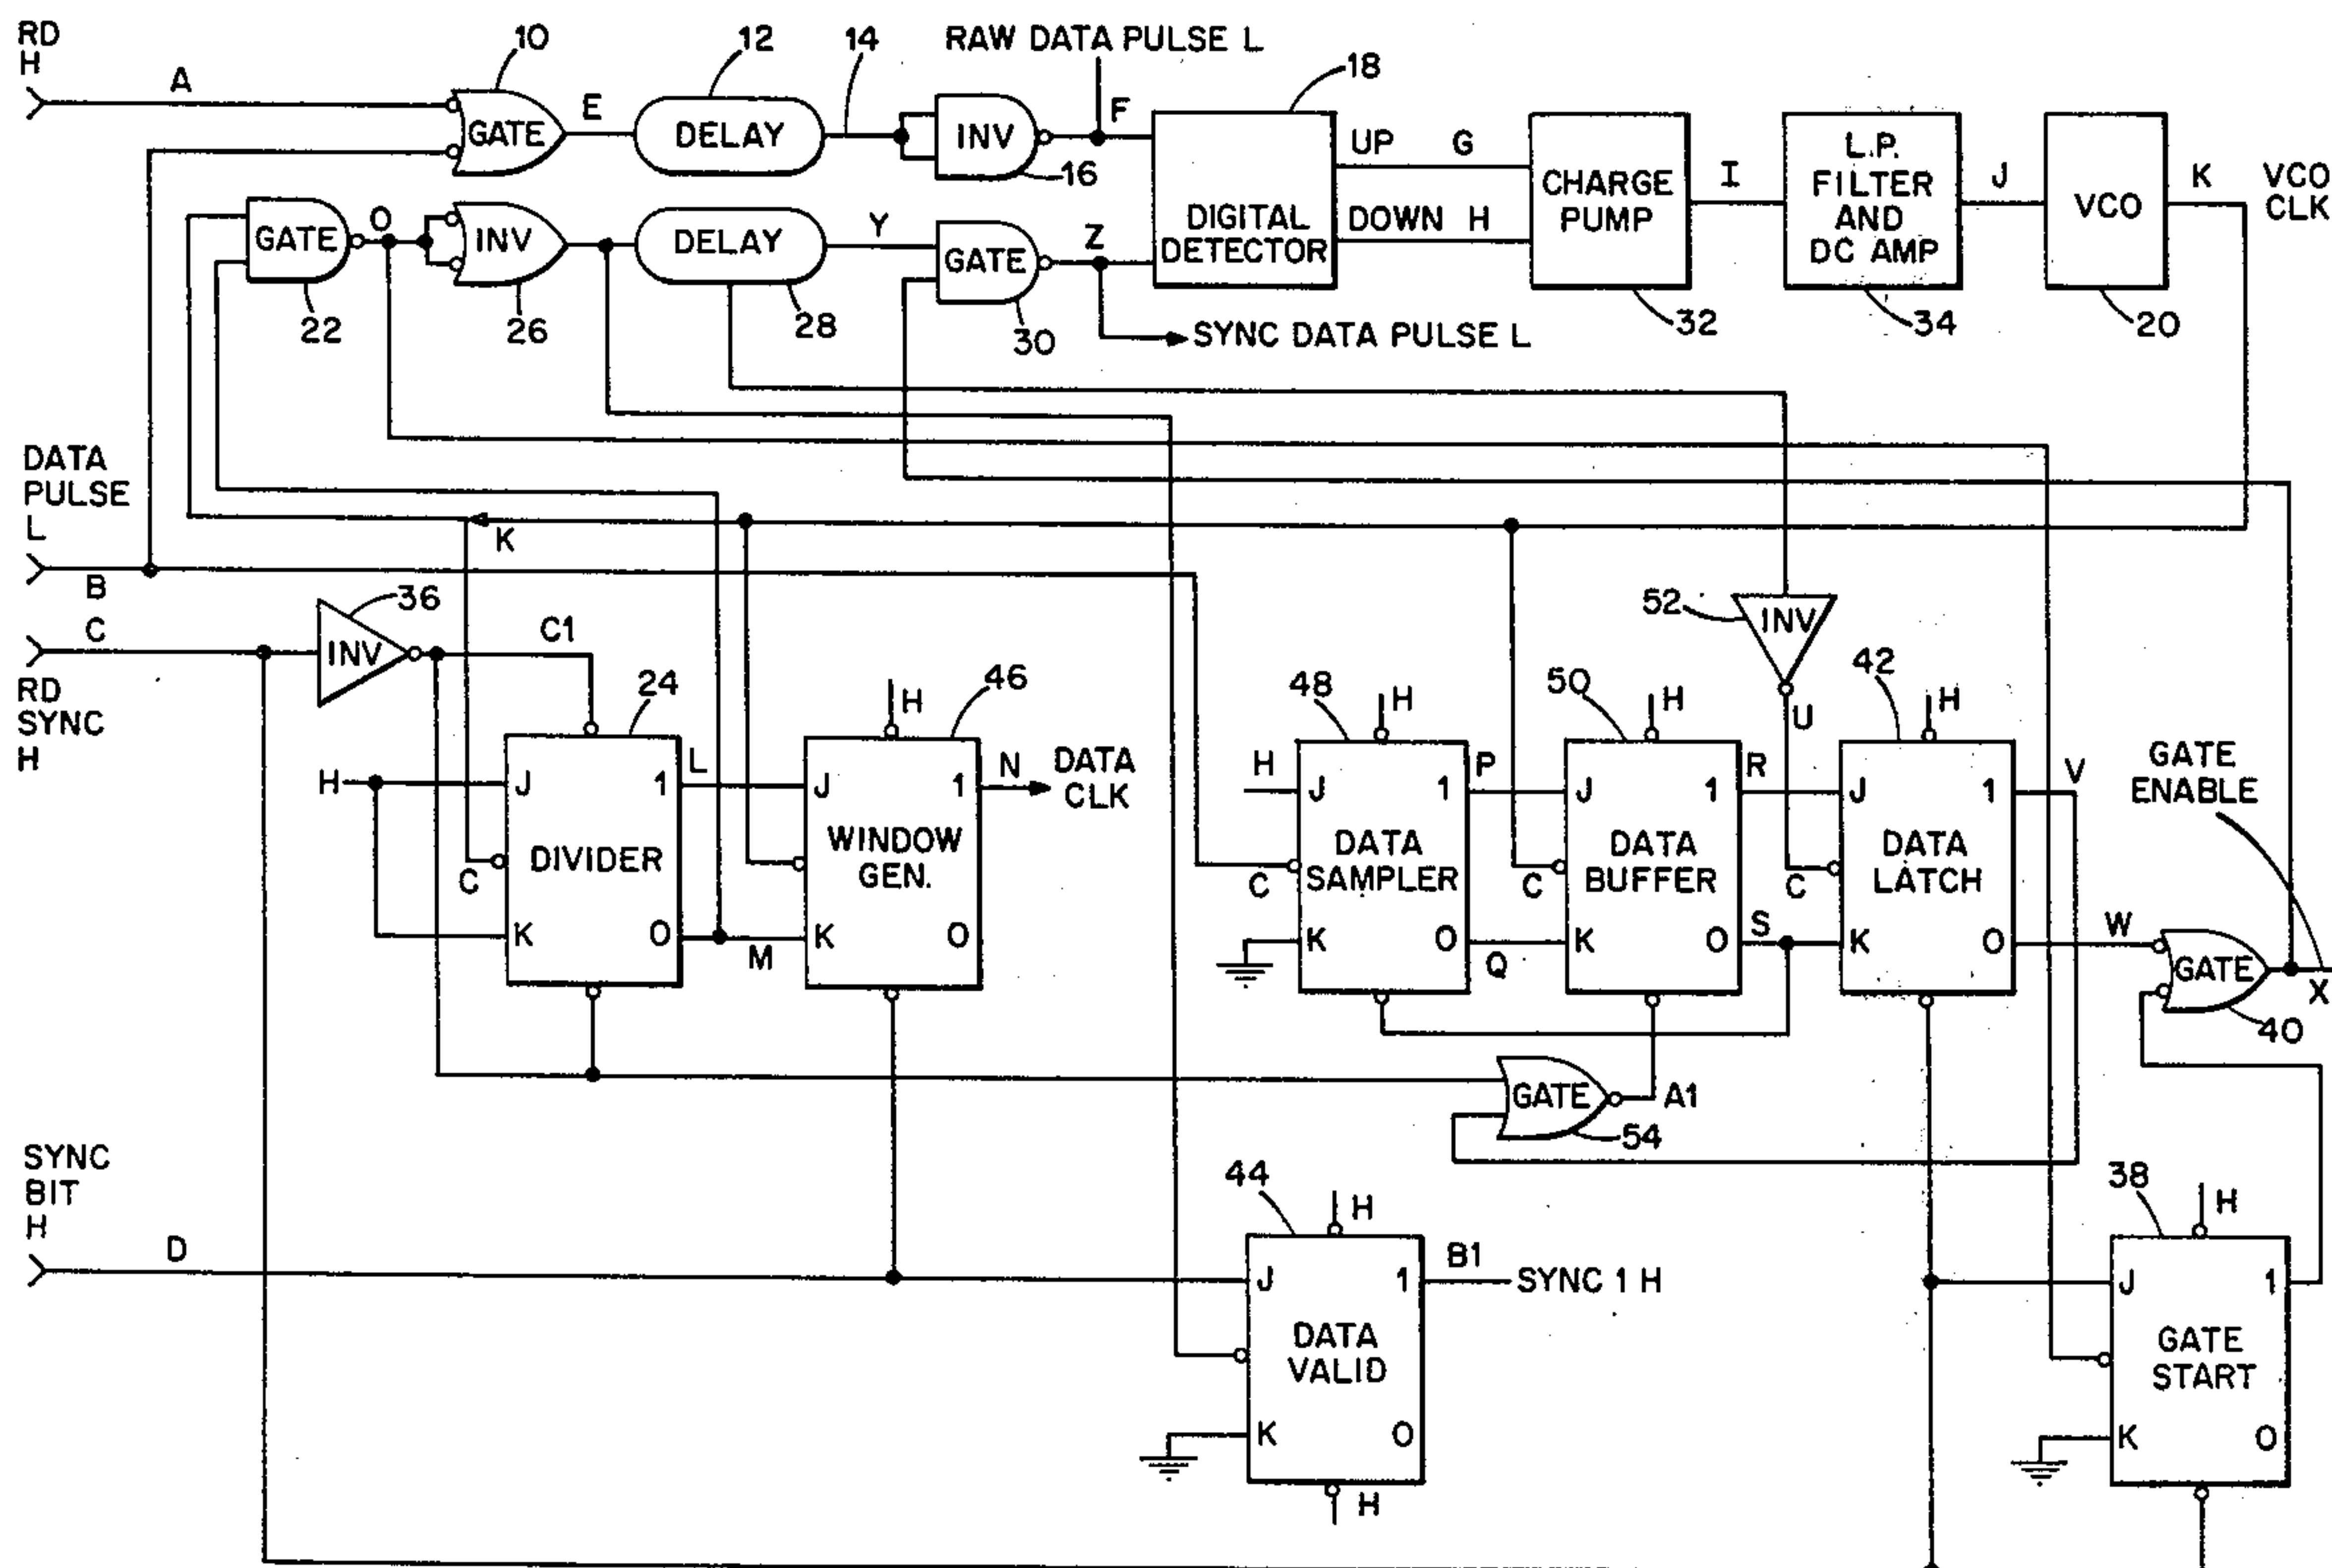 RD
H
A
10
GATE
E
12
DELAY
14
INV
16
RAW DATA PULSE L
F
18
DIGITAL
DETECTOR
UP G
DOWN H
CHARGE
PUMP
32
I
L.P.
FILTER
AND
DC AMP
34
J
VCO
20
K
VCO
CLK
GATE
22
O
INV
26
DELAY
28
Y
GATE
30
Z
SYNC DATA PULSE L
DATA
PULSE
L
B
K
C
RD
SYNC
H
36
INV
C1
24
H
J
1
C
DIVIDER
K
O
L
M
46
H
J
1
WINDOW
GEN.
K
O
N
DATA
CLK
48
H
H
J
1
C
DATA
SAMPLER
K
O
P
Q
50
H
J
1
C
DATA
BUFFER
K
O
R
S
52
INV
U
42
H
J
1
C
DATA
LATCH
K
O
V
W
GATE
ENABLE
GATE
40
X
GATE
54
A1
SYNC
BIT
H
D
44
H
J
1
DATA
VALID
K
O
H
B1
SYNC 1 H
38
H
J
1
GATE
START
K
O